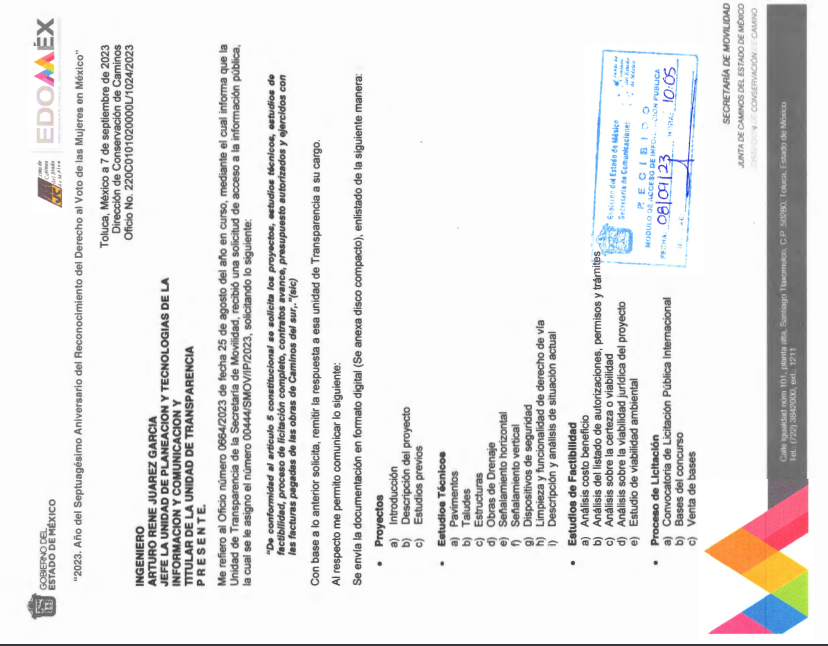 GOBIERNO DEL
ESTADO DE MÉXICO
EDOMÉX
"2023. Año del Septuagésimo Aniversario del Reconocimiento del Derecho al Voto de las Mujeres en México"
Toluca, México a 7 de septiembre de 2023
Dirección de Conservación de Caminos
Oficio No. 220C0101020000L/1024/2023
INGENIERO
ARTURO RENE JUAREZ GARCIA
JEFE LA UNIDAD DE PLANEACION Y TECNOLOGIAS DE LA
INFORMACION Y COMUNICACION Y
TITULAR DE LA UNIDAD DE TRANSPARENCIA
P R E S E N T E.
Me refiero al Oficio número 0664/2023 de fecha 25 de agosto del año en curso, mediante el cual informa que la
Unidad de Transparencia de la Secretaría de Movilidad, recibió una solicitud de acceso a la información pública,
la cual se le asigno el número 00444/SMOV/IP/2023, solicitando lo siguiente:
"De conformidad al artículo 5 constitucional se solicita los proyectos, estudios técnicos, estudios de
factibilidad, proceso de licitación completo, contratos avance, presupuesto autorizados y ejercidos con
las facturas pagadas de las obras de Caminos del sur,. "(sic)
Con base a lo anterior solicita, remitir la respuesta a esa unidad de Transparencia a su cargo.
Al respecto me permito comunicar lo siguiente:
Se envía la documentación en formato digital (Se anexa disco compacto), enlistado de la siguiente manera:
• Proyectos
a) Introducción
b) Descripción del proyecto
c) Estudios previos
• Estudios Técnicos
a) Pavimentos
b) Taludes
c) Estructuras
d) Obras de Drenaje
e) Señalamiento horizontal
f) Señalamiento vertical
g) Dispositivos de seguridad
h) Limpieza y funcionalidad de derecho de vía
i) Descripción y análisis de situación actual
• Estudios de Factibilidad
a) Análisis costo beneficio
b) Análisis del listado de autorizaciones, permisos y trámites
c) Análisis sobre la certeza o viabilidad
d) Análisis sobre la viabilidad jurídica del proyecto
e) Estudio de viabilidad ambiental
• Proceso de Licitación
a) Convocatoria de Licitación Pública Internacional
b) Bases del concurso
c) Venta de bases
Gobierno del Estado de México
Secretaría de Comunicaciones
R E C I B I D O
MODULO DE ACCESO DE INFORMACIÓN PUBLICA
FECHA: 08/09/23 HORA: 10:05
SECRETARÍA DE MOVILIDAD
JUNTA DE CAMINOS DEL ESTADO DE MÉXICO
DIRECCIÓN DE CONSERVACIÓN DE CAMINO
Calle Igualdad núm 101, planta alta, Santiago Tlaxomulco, C.P. 50280, Toluca, Estado de México
Tel.: (722) 3842000, ext.: 1211